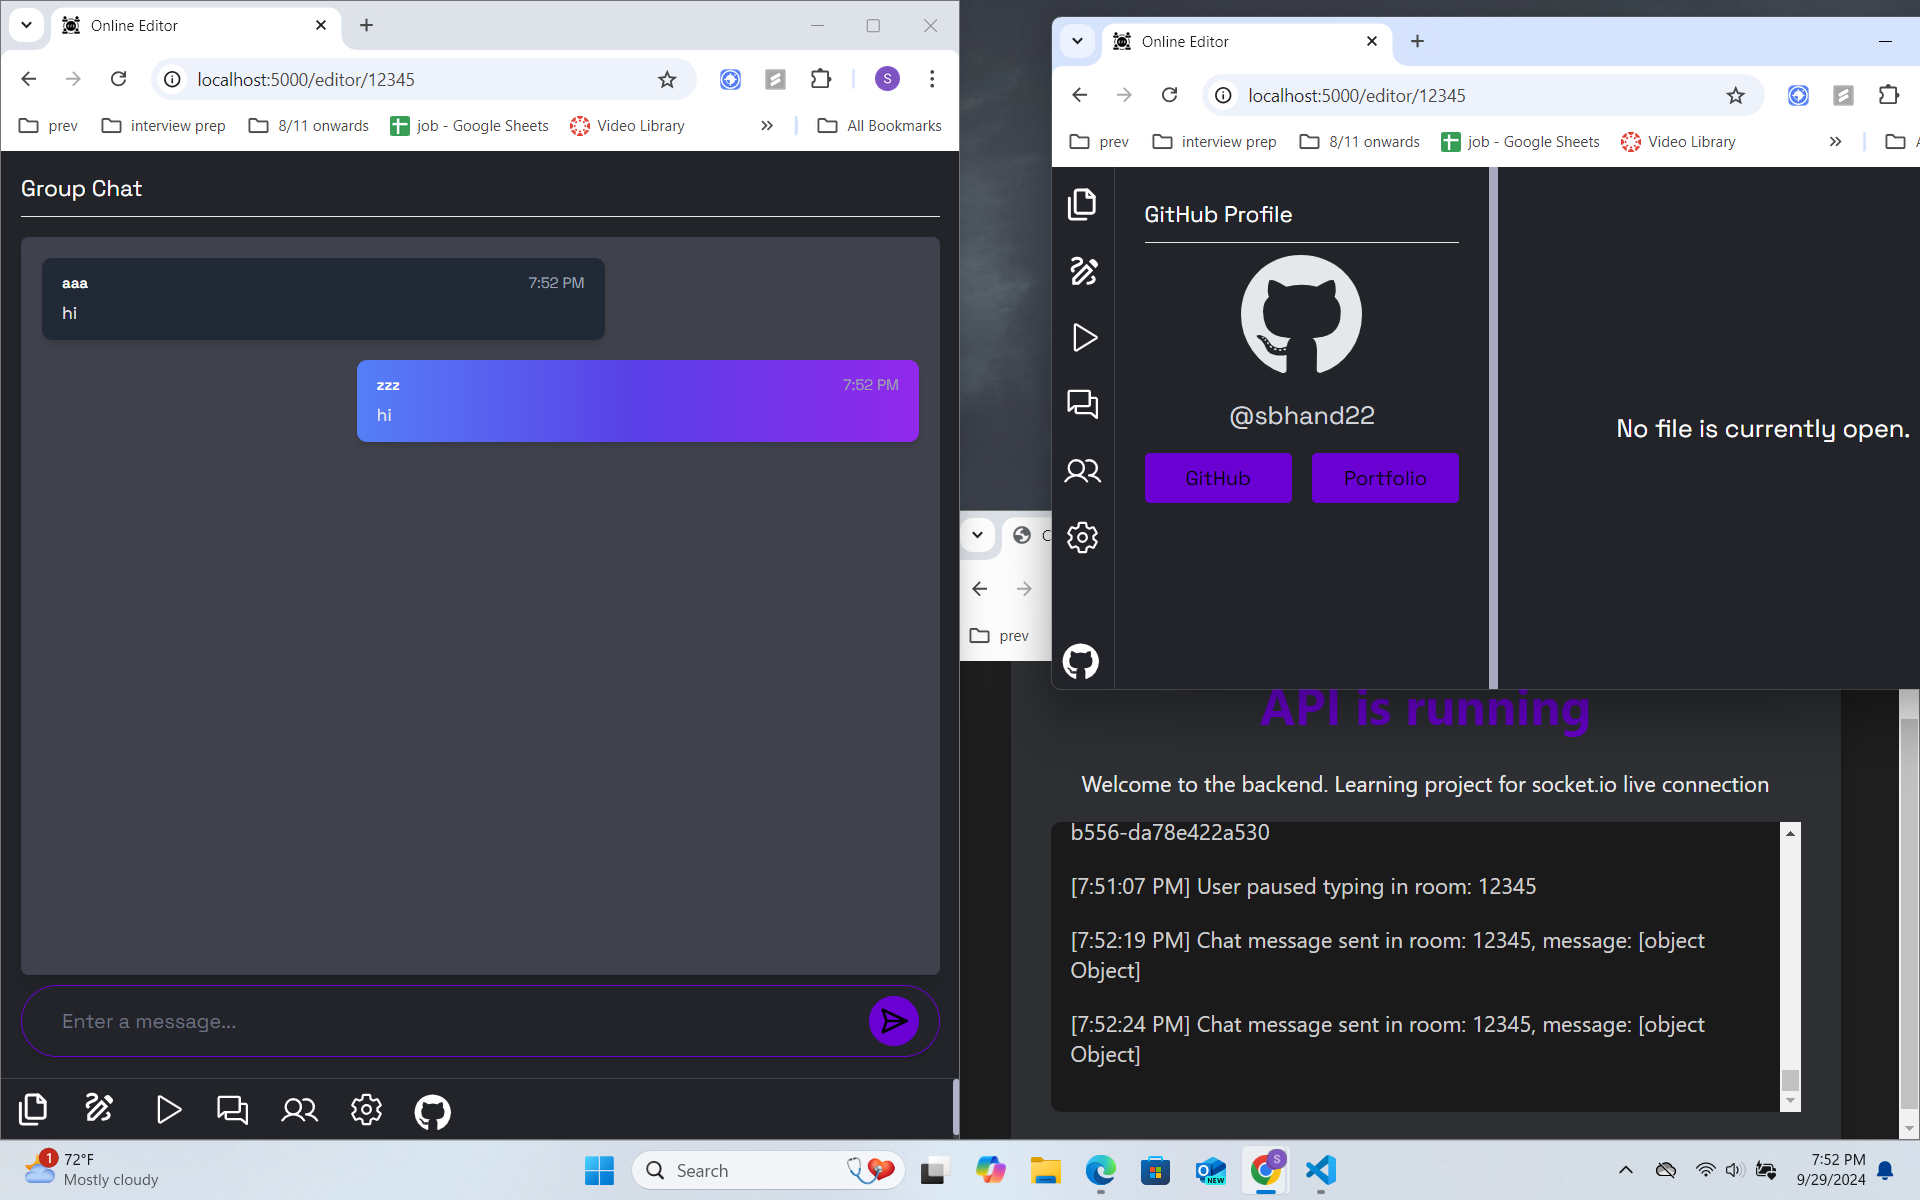 Online Editor
localhost:5000/editor/12345
S
prev
interview prep
8/11 onwards
job - Google Sheets
Video Library
All Bookmarks
Group Chat
aaa 7:52 PM
hi
zzz 7:52 PM
hi
Enter a message...
Online Editor
localhost:5000/editor/12345
prev
interview prep
8/11 onwards
job - Google Sheets
Video Library
GitHub Profile
@sbhand22
GitHub
Portfolio
No file is currently open.
prev
API is running
Welcome to the backend. Learning project for socket.io live connection
b556-da78e422a530
[7:51:07 PM] User paused typing in room: 12345
[7:52:19 PM] Chat message sent in room: 12345, message: [object
Object]
[7:52:24 PM] Chat message sent in room: 12345, message: [object
Object]
1
72°F
Mostly cloudy
Search
NEW
S
7:52 PM
9/29/2024